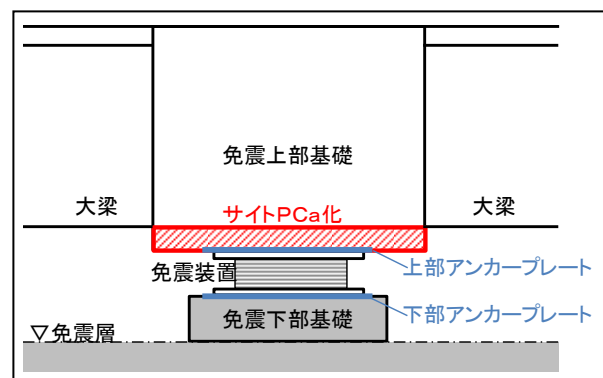 免震上部基礎
大梁
サイトPCa化
大梁
免震装置
上部アンカープレート
免震下部基礎
下部アンカープレート
▽免震層